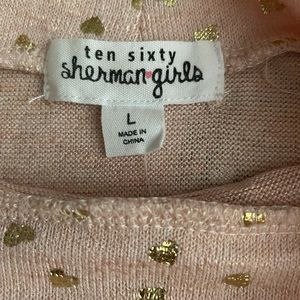 ten sixty
sherman girls
L
MADE IN
CHINA